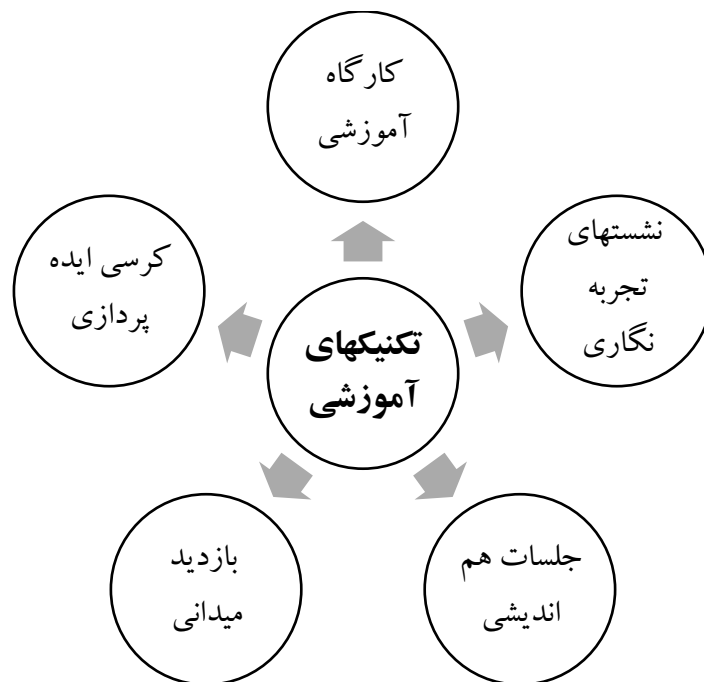 کارگاه
آموزشی
نشستهای
تجربه
نگاری
کرسی ایده
پردازی
تکنیکهای
آموزشی
جلسات هم
اندیشی
بازدید
میدانی